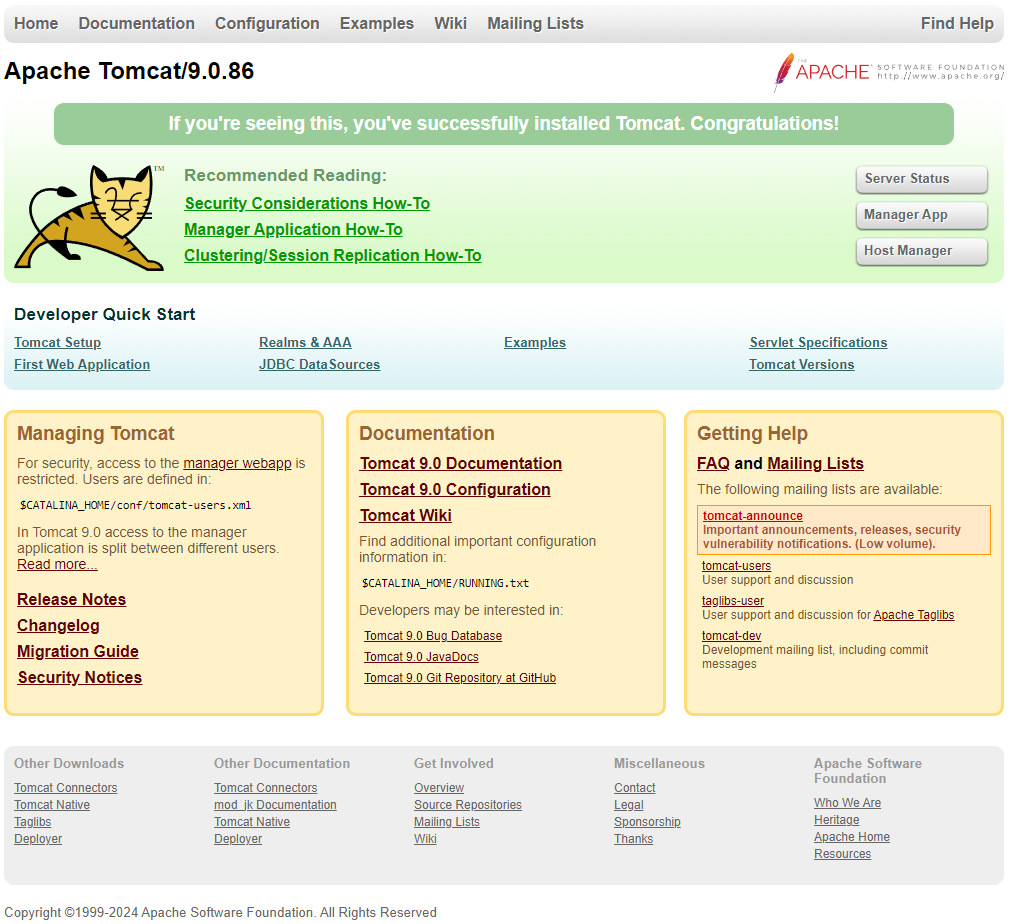 Home Documentation Configuration Examples Wiki Mailing Lists Find Help
Apache Tomcat/9.0.86
THE APACHE SOFTWARE FOUNDATION
http://www.apache.org/
If you're seeing this, you've successfully installed Tomcat. Congratulations!
TM
Recommended Reading:
Security Considerations How-To
Manager Application How-To
Clustering/Session Replication How-To
Server Status
Manager App
Host Manager
Developer Quick Start
Tomcat Setup
First Web Application
Realms & AAA
JDBC DataSources
Examples
Servlet Specifications
Tomcat Versions
Managing Tomcat
For security, access to the manager webapp is
restricted. Users are defined in:
$CATALINA_HOME/conf/tomcat-users.xml
In Tomcat 9.0 access to the manager
application is split between different users.
Read more...
Release Notes
Changelog
Migration Guide
Security Notices
Documentation
Tomcat 9.0 Documentation
Tomcat 9.0 Configuration
Tomcat Wiki
Find additional important configuration
information in:
$CATALINA_HOME/RUNNING.txt
Developers may be interested in:
Tomcat 9.0 Bug Database
Tomcat 9.0 JavaDocs
Tomcat 9.0 Git Repository at GitHub
Getting Help
FAQ and Mailing Lists
The following mailing lists are available:
tomcat-announce
Important announcements, releases, security
vulnerability notifications. (Low volume).
tomcat-users
User support and discussion
taglibs-user
User support and discussion for Apache Taglibs
tomcat-dev
Development mailing list, including commit
messages
Other Downloads
Tomcat Connectors
Tomcat Native
Taglibs
Deployer
Other Documentation
Tomcat Connectors
mod_jk Documentation
Tomcat Native
Deployer
Get Involved
Overview
Source Repositories
Mailing Lists
Wiki
Miscellaneous
Contact
Legal
Sponsorship
Thanks
Apache Software
Foundation
Who We Are
Heritage
Apache Home
Resources
Copyright ©1999-2024 Apache Software Foundation. All Rights Reserved